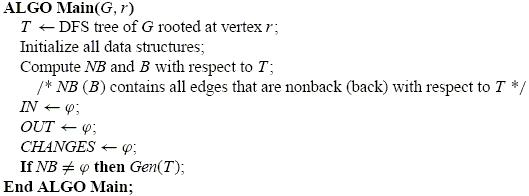 ALGO Main(G, r)
T ← DFS tree of G rooted at vertex r;
Initialize all data structures;
Compute NB and B with respect to T;
/* NB (B) contains all edges that are nonback (back) with respect to T */
IN ← φ;
OUT ← φ;
CHANGES ← φ;
If NB ≠ φ then Gen(T);
End ALGO Main;